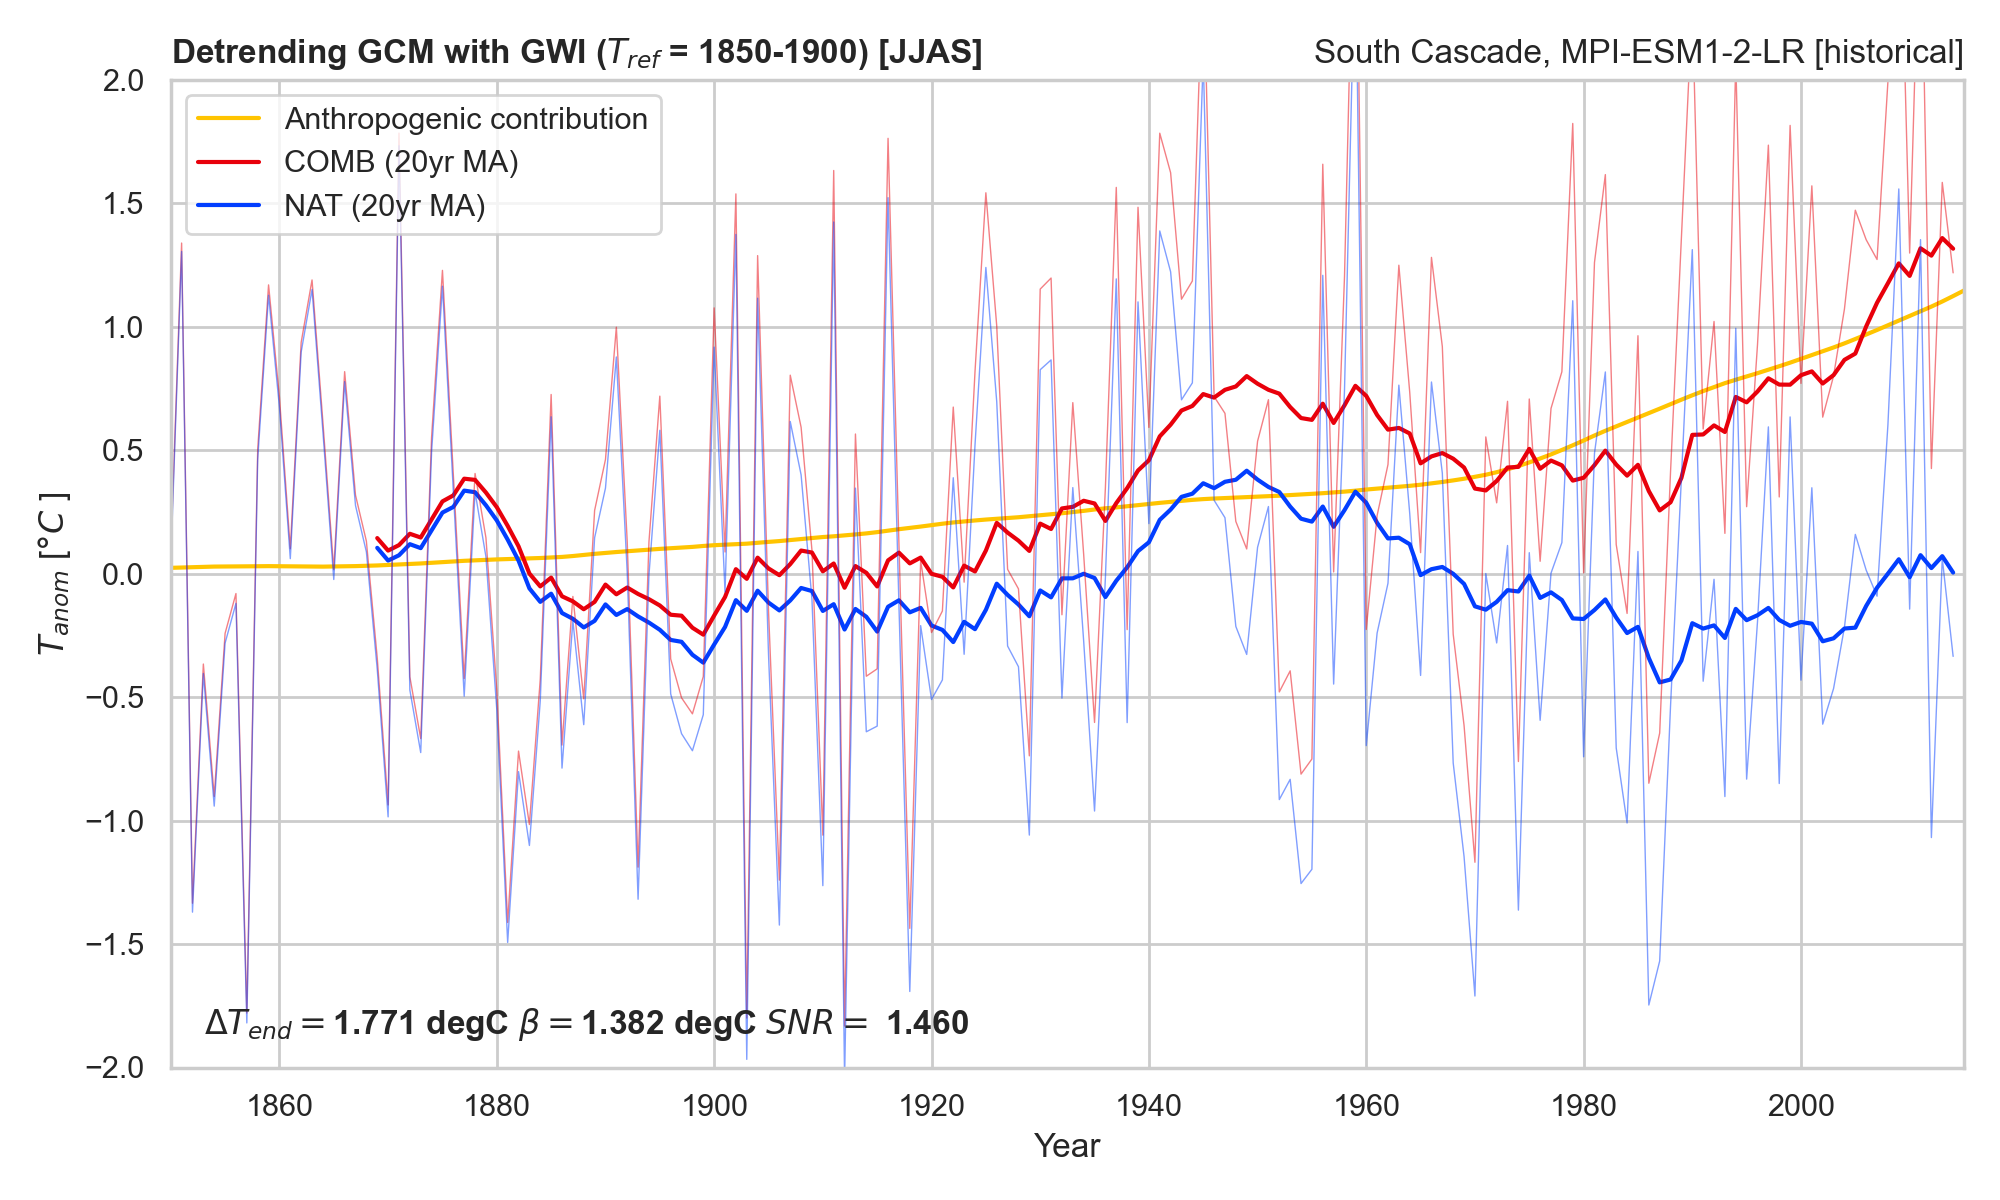 Detrending GCM with GWI (T_ref = 1850-1900) [JJAS]
South Cascade, MPI-ESM1-2-LR [historical]
Anthropogenic contribution
COMB (20yr MA)
NAT (20yr MA)
2.0
1.5
1.0
0.5
0.0
−0.5
−1.0
−1.5
−2.0
T_anom [°C ]
ΔT_end = 1.771 degC β = 1.382 degC SNR = 1.460
1860 1880 1900 1920 1940 1960 1980 2000
Year